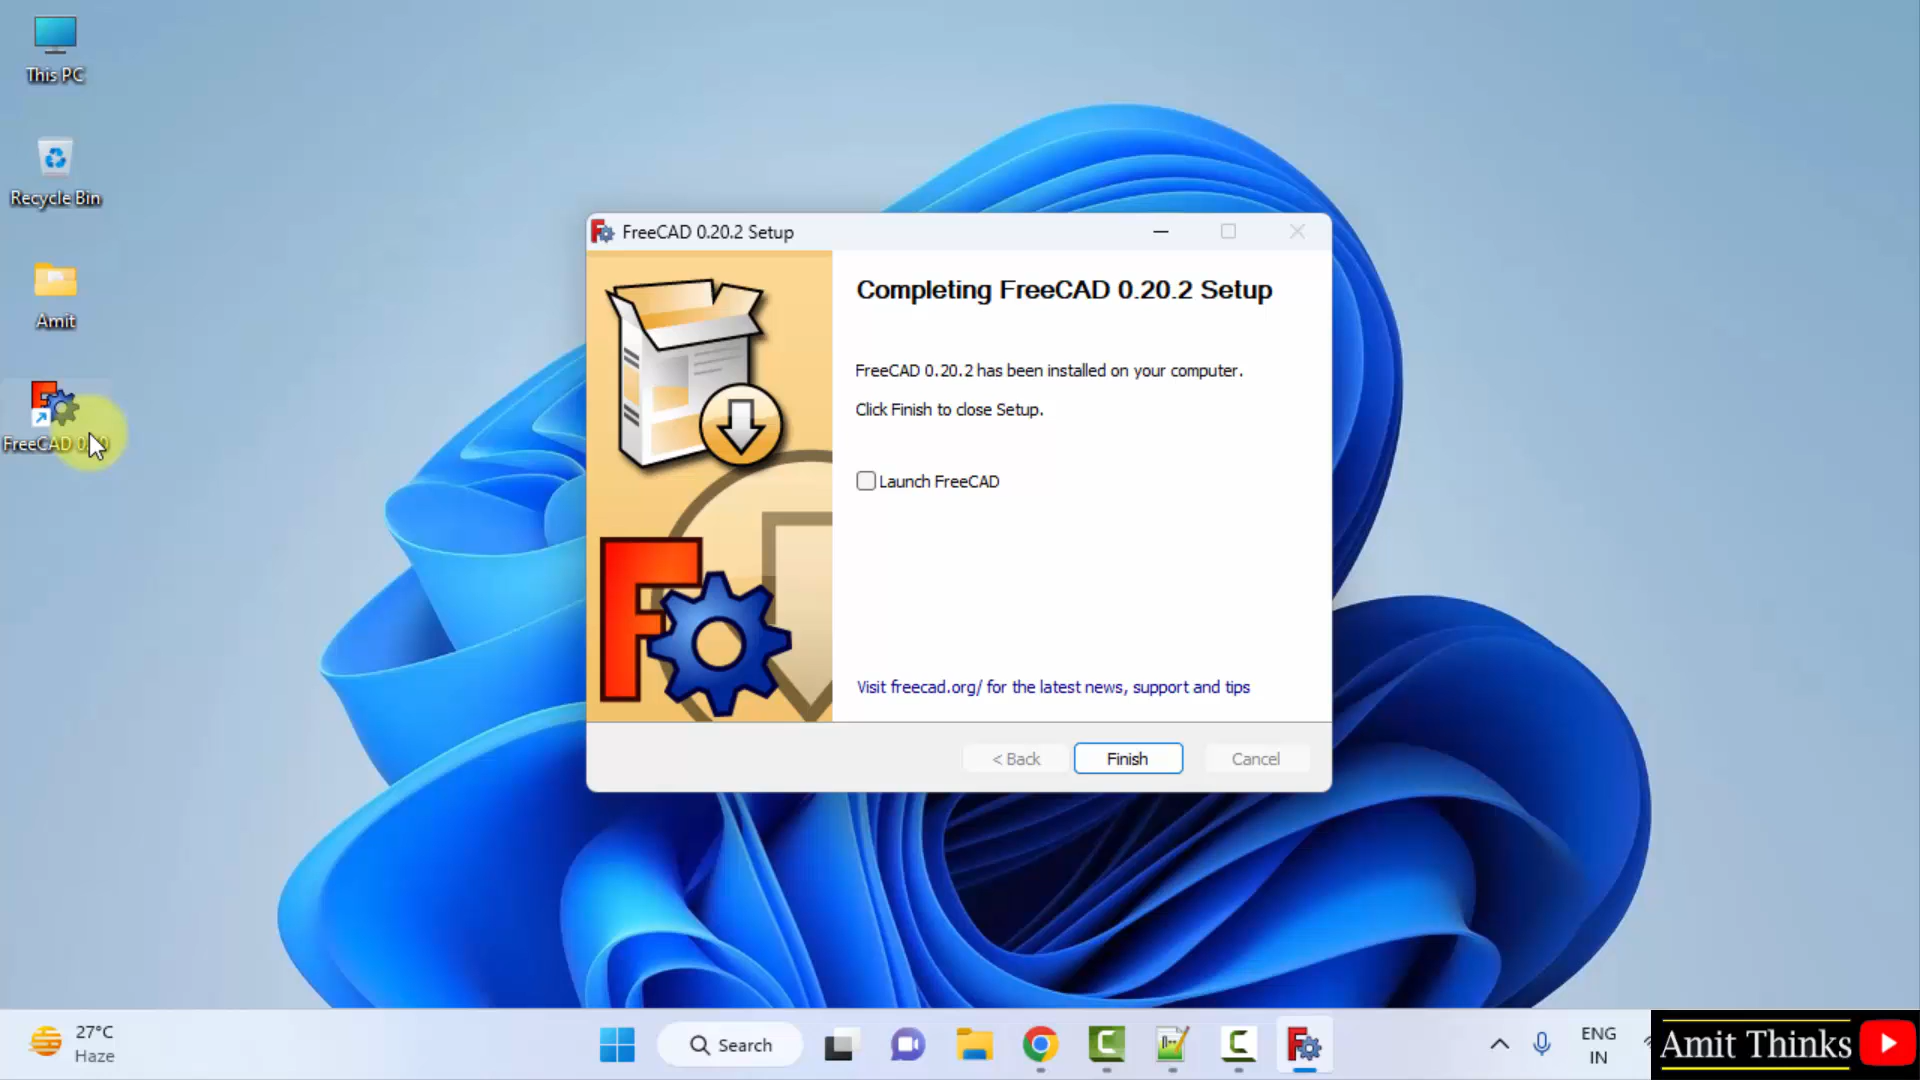 This PC
Recycle Bin
Amit
FreeCAD 0.20
FreeCAD 0.20.2 Setup
Completing FreeCAD 0.20.2 Setup
FreeCAD 0.20.2 has been installed on your computer.
Click Finish to close Setup.
Launch FreeCAD
Visit freecad.org/ for the latest news, support and tips
< Back
Finish
Cancel
27°C
Haze
Search
ENG
IN
Amit Thinks